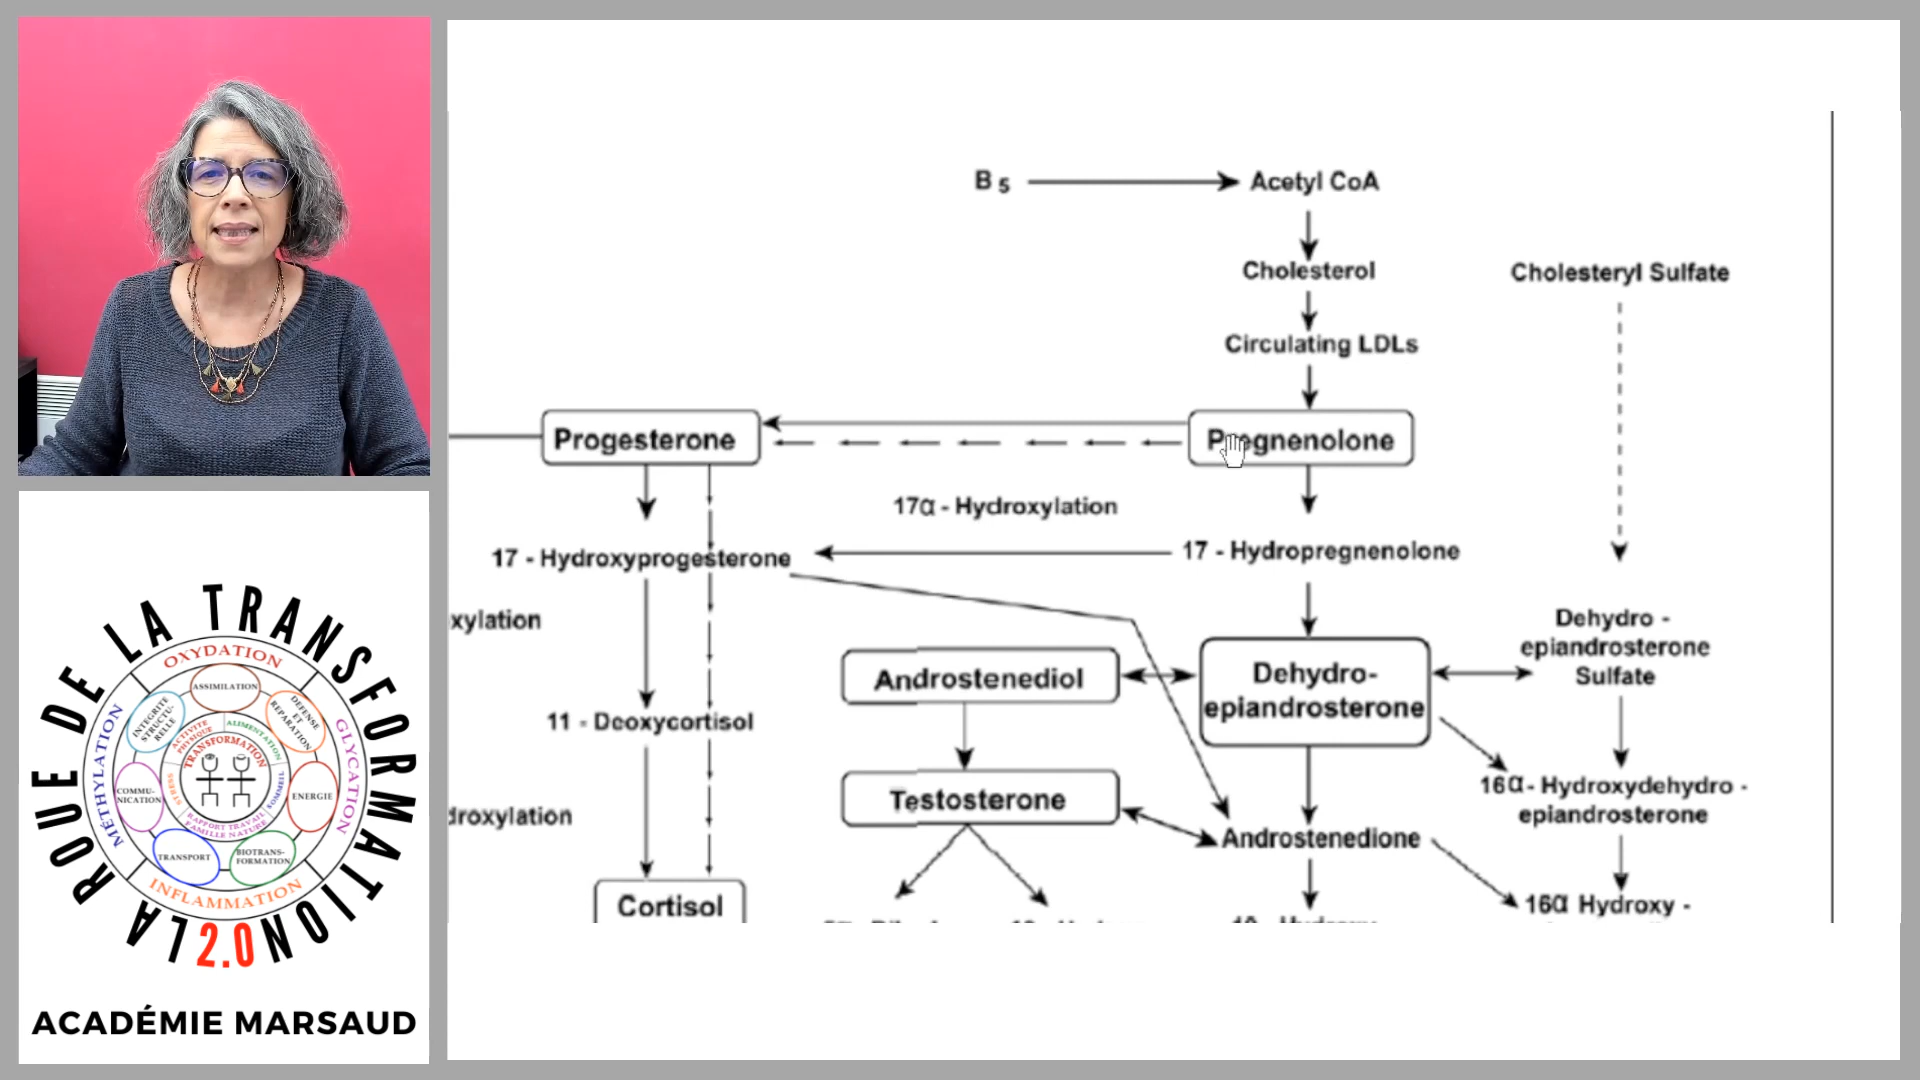 B 5
Acetyl CoA
Cholesterol
Cholesteryl Sulfate
Circulating LDLs
Progesterone
Pregnenolone
17α - Hydroxylation
17 - Hydroxyprogesterone
17 - Hydropregnenolone
xylation
Dehydro -
epiandrosterone
Sulfate
Androstenediol
Dehydro-
epiandrosterone
11 - Deoxycortisol
Testosterone
16α - Hydroxydehydro -
epiandrosterone
droxylation
Androstenedione
Cortisol
16α Hydroxy -
LA ROUE DE LA TRANSFORMATION 2.0
OXYDATION
GLYCATION
INFLAMMATION
MÉTHYLATION
ASSIMILATION
DEFENSE
ET
REPARATION
ENERGIE
BIOTRANS-
FORMATION
TRANSPORT
COMMU-
NICATION
INTEGRITE
STRUCTU-
RELLE
ACTIVITE
PHYSIQUE
ALIMENTATION
SOMMEIL
RAPPORT TRAVAIL
FAMILLE NATURE
STRESS
TRANSFORMATION
ACADÉMIE MARSAUD